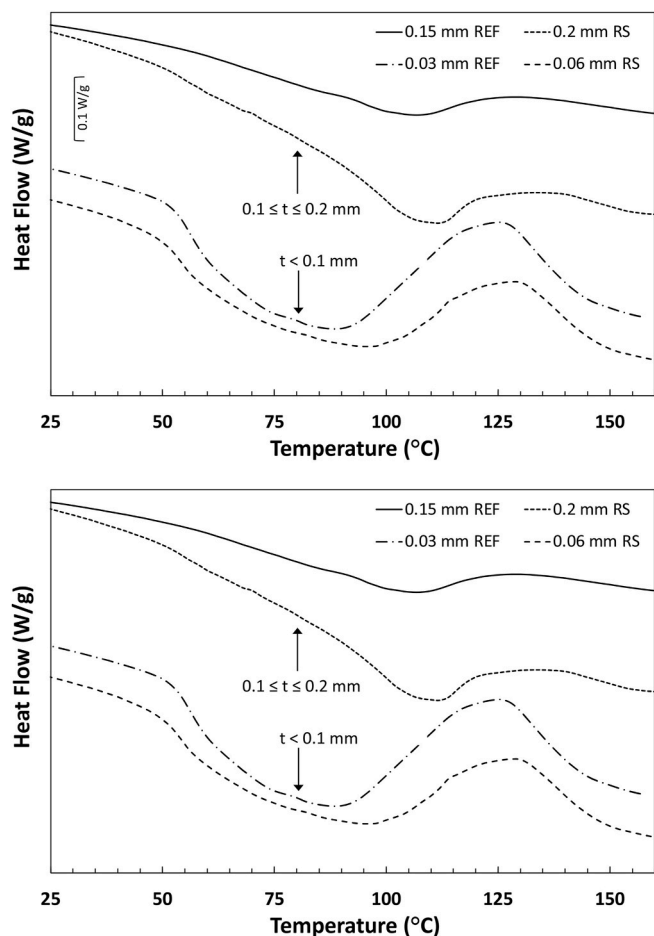 0.15 mm REF 0.2 mm RS
0.03 mm REF 0.06 mm RS
0.1 W/g
Heat Flow (W/g)
0.1 ≤ t ≤ 0.2 mm
t < 0.1 mm
25 50 75 100 125 150
Temperature (°C)
0.15 mm REF 0.2 mm RS
0.03 mm REF 0.06 mm RS
Heat Flow (W/g)
0.1 ≤ t ≤ 0.2 mm
t < 0.1 mm
25 50 75 100 125 150
Temperature (°C)